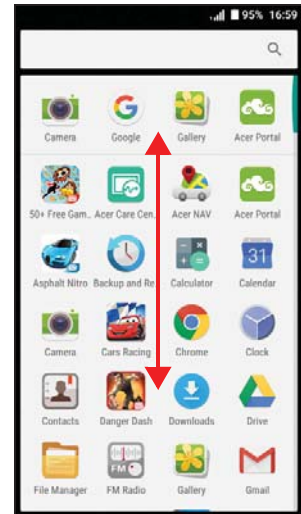 95% 16:59
Camera Google Gallery Acer Portal
50+ Free Gam.. Acer Care Cen. Acer NAV Acer Portal
Asphalt Nitro Backup and Re Calculator 31 Calendar
Camera Cars Racing Chrome Clock
Contacts Danger Dash Downloads Drive
File Manager FM FM Radio Gallery Gmail